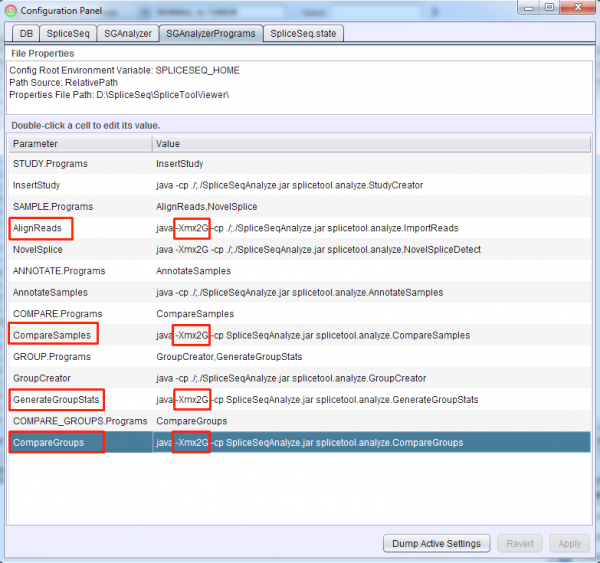 Configuration Panel
DB SpliceSeq SGAnalyzer SGAnalyzerPrograms SpliceSeq.state
File Properties
Config Root Environment Variable: SPLICESEQ_HOME
Path Source: RelativePath
Properties File Path: D:\SpliceSeq\SpliceToolViewer\
Double-click a cell to edit its value.
Parameter Value
STUDY.Programs InsertStudy
InsertStudy java -cp ./;./SpliceSeqAnalyze.jar splicetool.analyze.StudyCreator
SAMPLE.Programs AlignReads,NovelSplice
AlignReads java -Xmx2G -cp ./;./SpliceSeqAnalyze.jar splicetool.analyze.ImportReads
NovelSplice java -Xmx2G -cp ./;./SpliceSeqAnalyze.jar splicetool.analyze.NovelSpliceDetect
ANNOTATE.Programs AnnotateSamples
AnnotateSamples java -cp ./;./SpliceSeqAnalyze.jar splicetool.analyze.AnnotateSamples
COMPARE.Programs CompareSamples
CompareSamples java -Xmx2G -cp SpliceSeqAnalyze.jar splicetool.analyze.CompareSamples
GROUP.Programs GroupCreator,GenerateGroupStats
GroupCreator java -cp ./;./SpliceSeqAnalyze.jar splicetool.analyze.GroupCreator
GenerateGroupStats java -Xmx2G -cp SpliceSeqAnalyze.jar splicetool.analyze.GenerateGroupStats
COMPARE_GROUPS.Programs CompareGroups
CompareGroups java -Xmx2G -cp SpliceSeqAnalyze.jar splicetool.analyze.CompareGroups
Dump Active Settings Revert Apply